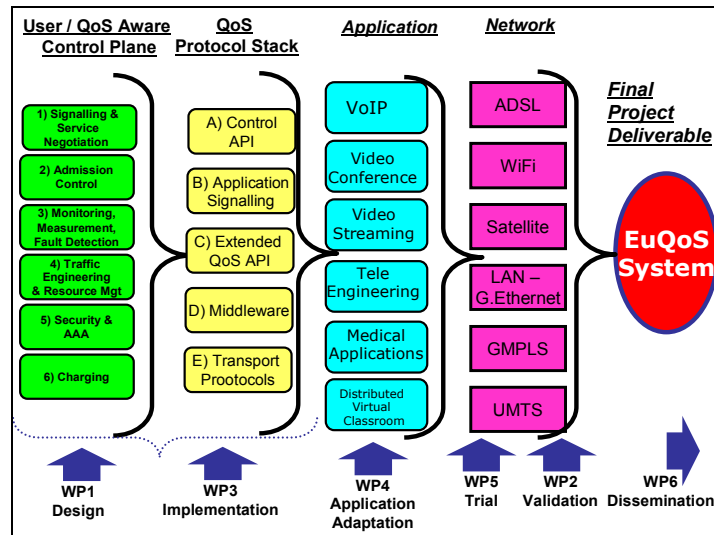 User / QoS Aware
Control Plane
QoS
Protocol Stack
Application
Network
Final
Project
Deliverable
1) Signalling &
Service
Negotiation
2) Admission
Control
3) Monitoring,
Measurement,
Fault Detection
4) Traffic
Engineering
& Resource Mgt
5) Security &
AAA
6) Charging
A) Control
API
B) Application
Signalling
C) Extended
QoS API
D) Middleware
E) Transport
Prootocols
VoIP
Video
Conference
Video
Streaming
Tele
Engineering
Medical
Applications
Distributed
Virtual
Classroom
ADSL
WiFi
Satellite
LAN –
G.Ethernet
GMPLS
UMTS
EuQoS
System
WP1
Design
WP3
Implementation
WP4
Application
Adaptation
WP5
Trial
WP2
Validation
WP6
Dissemination